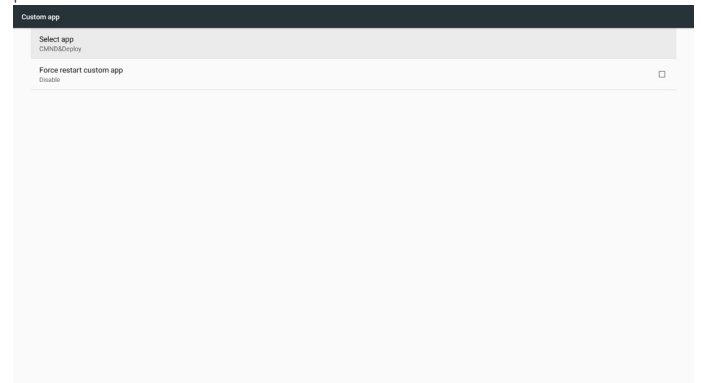 Custom app
Select app
CMND&Deploy
Force restart custom app
Disable